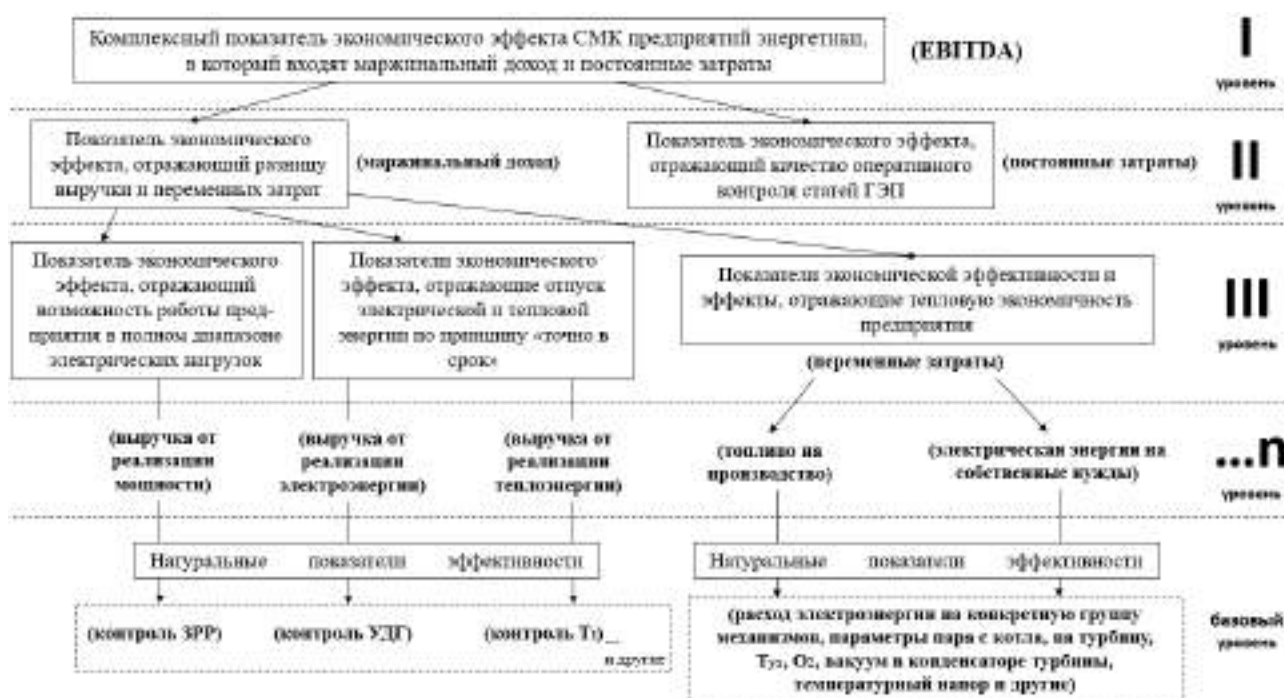 Комплексный показатель экономического эффекта СМК предприятий энергетики,
в который входят маржинальный доход и постоянные затраты
(EBITDA)
I
уровень
Показатель экономического
эффекта, отражающий разницу
выручки и переменных затрат
(маржинальный доход)
Показатель экономического эффекта,
отражающий качество оперативного
контроля статей ГЭП
(постоянные затраты)
II
уровень
Показатель экономического
эффекта, отражающий
возможность работы пред-
приятия в полном диапазоне
электрических нагрузок
Показатели экономического
эффекта, отражающие отпуск
электрической и тепловой
энергии по принципу «точно в
срок»
Показатели экономической эффективности и
эффекты, отражающие тепловую экономичность
предприятия
(переменные затраты)
III
уровень
(выручка от
реализации
мощности)
(выручка от
реализации
электроэнергии)
(выручка от
реализации
теплоэнергии)
(топливо на
производство)
(электрическая энергия на
собственные нужды)
...n
уровень
Натуральные показатели эффективности
Натуральные показатели эффективности
(контроль ЗРР)
(контроль УДГ)
(контроль Т1)
и другие
(расход электроэнергии на конкретную группу
механизмов, параметры пара с котла, на турбину,
Тух, О2, вакуум в конденсаторе турбины,
температурный напор и другие)
базовый
уровень